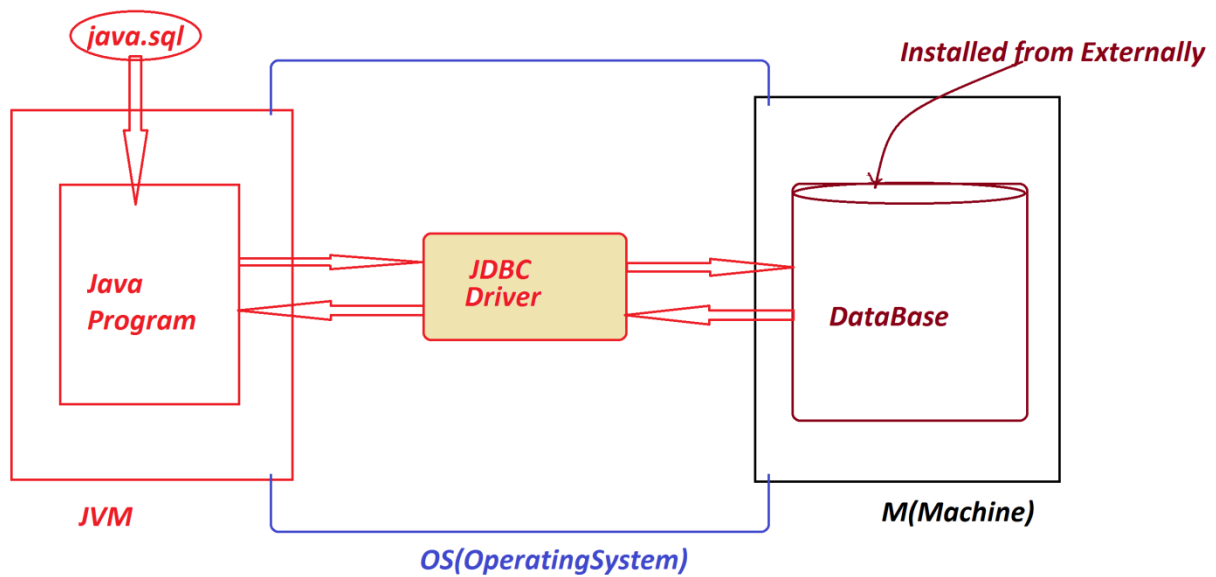 java.sql
Installed from Externally
Java
Program
JDBC
Driver
DataBase
JVM
M(Machine)
OS(OperatingSystem)